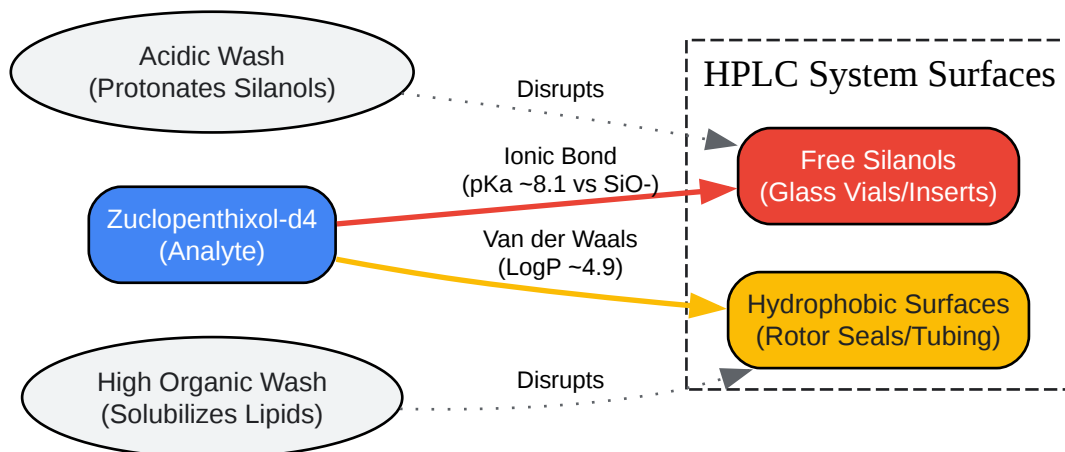 Acidic Wash
(Protonates Silanols)
Disrupts
HPLC System Surfaces
Ionic Bond
(pKa ~8.1 vs SiO-)
Free Silanols
(Glass Vials/Inserts)
Zuclopenthixol-d4
(Analyte)
Van der Waals
(LogP ~4.9)
Hydrophobic Surfaces
(Rotor Seals/Tubing)
High Organic Wash
(Solubilizes Lipids)
Disrupts